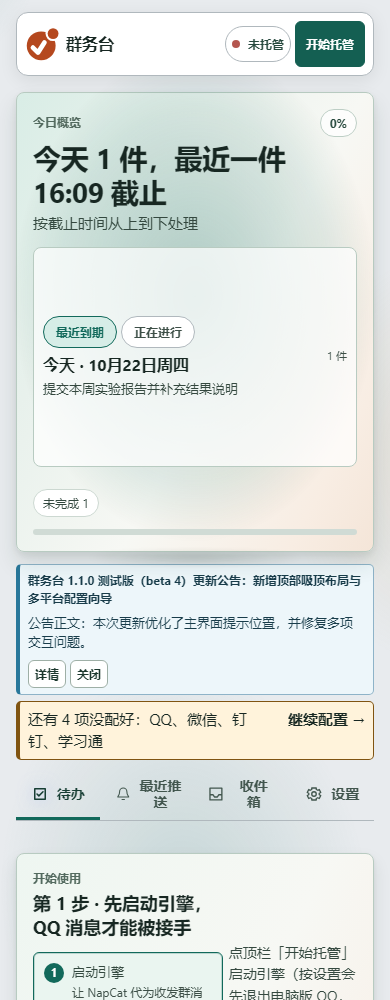 群务台
未托管
开始托管
今日概览
0%
今天 1 件，最近一件
16:09 截止
按截止时间从上到下处理
最近到期
正在进行
今天 · 10月22日周四
1 件
提交本周实验报告并补充结果说明
未完成 1
群务台 1.1.0 测试版（beta 4）更新公告：新增顶部吸顶布局与
多平台配置向导
公告正文：本次更新优化了主界面提示位置，并修复多项
交互问题。
详情
关闭
还有 4 项没配好：QQ、微信、钉
钉、学习通
继续配置 →
待办
最近推
送
收件
箱
设置
开始使用
第 1 步 · 先启动引擎，
QQ 消息才能被接手
1
启动引擎
让 NapCat 代为收发群消
点顶栏「开始托管」
启动引擎（按设置会
先退出电脑版 QQ，